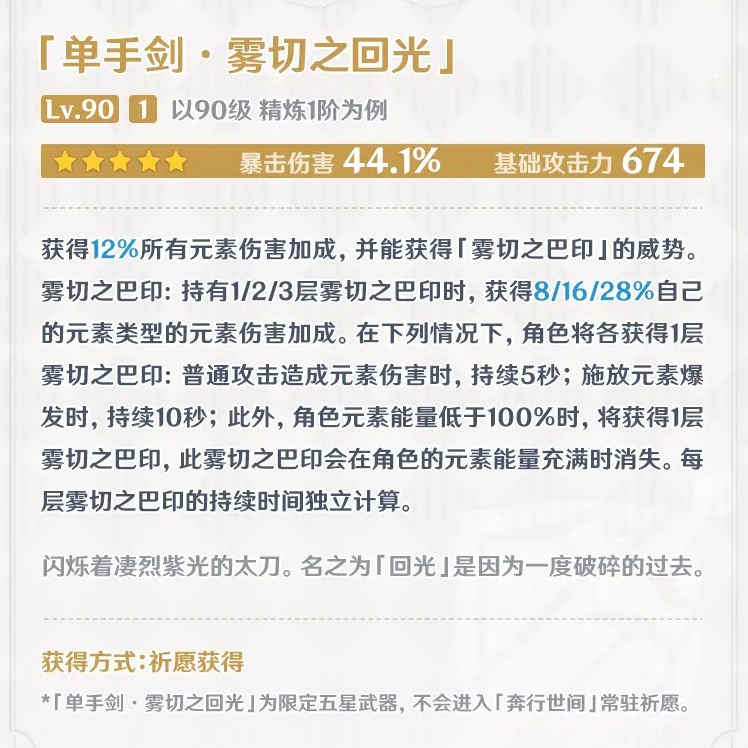 「单手剑·雾切之回光」
Lv.90 1 以90级 精炼1阶为例
暴击伤害 44.1% 基础攻击力 674
获得12%所有元素伤害加成，并能获得「雾切之巴印」的威势。
雾切之巴印：持有1/2/3层雾切之巴印时，获得8/16/28%自己
的元素类型的元素伤害加成。在下列情况下，角色将各获得1层
雾切之巴印：普通攻击造成元素伤害时，持续5秒；施放元素爆
发时，持续10秒；此外，角色元素能量低于100%时，将获得1层
雾切之巴印，此雾切之巴印会在角色的元素能量充满时消失。每
层雾切之巴印的持续时间独立计算。
闪烁着凄烈紫光的太刀。名之为「回光」是因为一度破碎的过去。
获得方式：祈愿获得
*「单手剑·雾切之回光」为限定五星武器，不会进入「奔行世间」常驻祈愿。